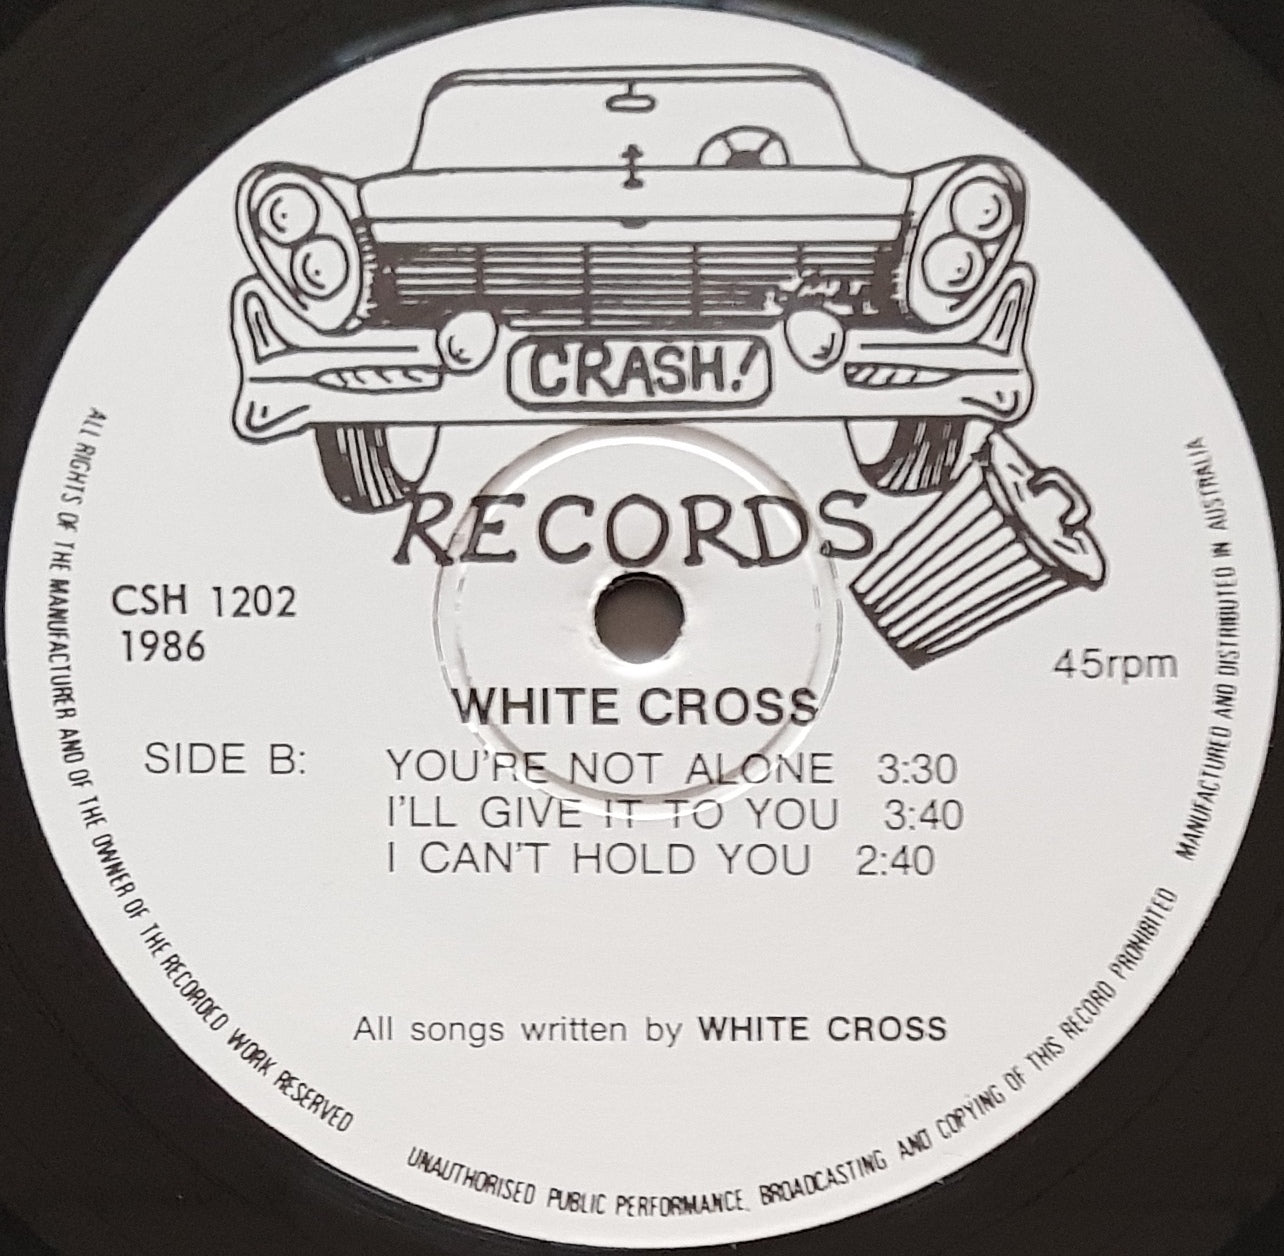 CRASH!
RECORDS
CSH 1202
1986
45rpm
WHITE CROSS
SIDE B: YOU'RE NOT ALONE 3:30
I'LL GIVE IT TO YOU 3:40
I CAN'T HOLD YOU 2:40
All songs written by WHITE CROSS
ALL RIGHTS OF THE MANUFACTURER AND OF THE OWNER OF THE RECORDED WORK RESERVED
UNAUTHORISED PUBLIC PERFORMANCE, BROADCASTING AND COPYING OF THIS RECORD PROHIBITED
MANUFACTURED AND DISTRIBUTED IN AUSTRALIA